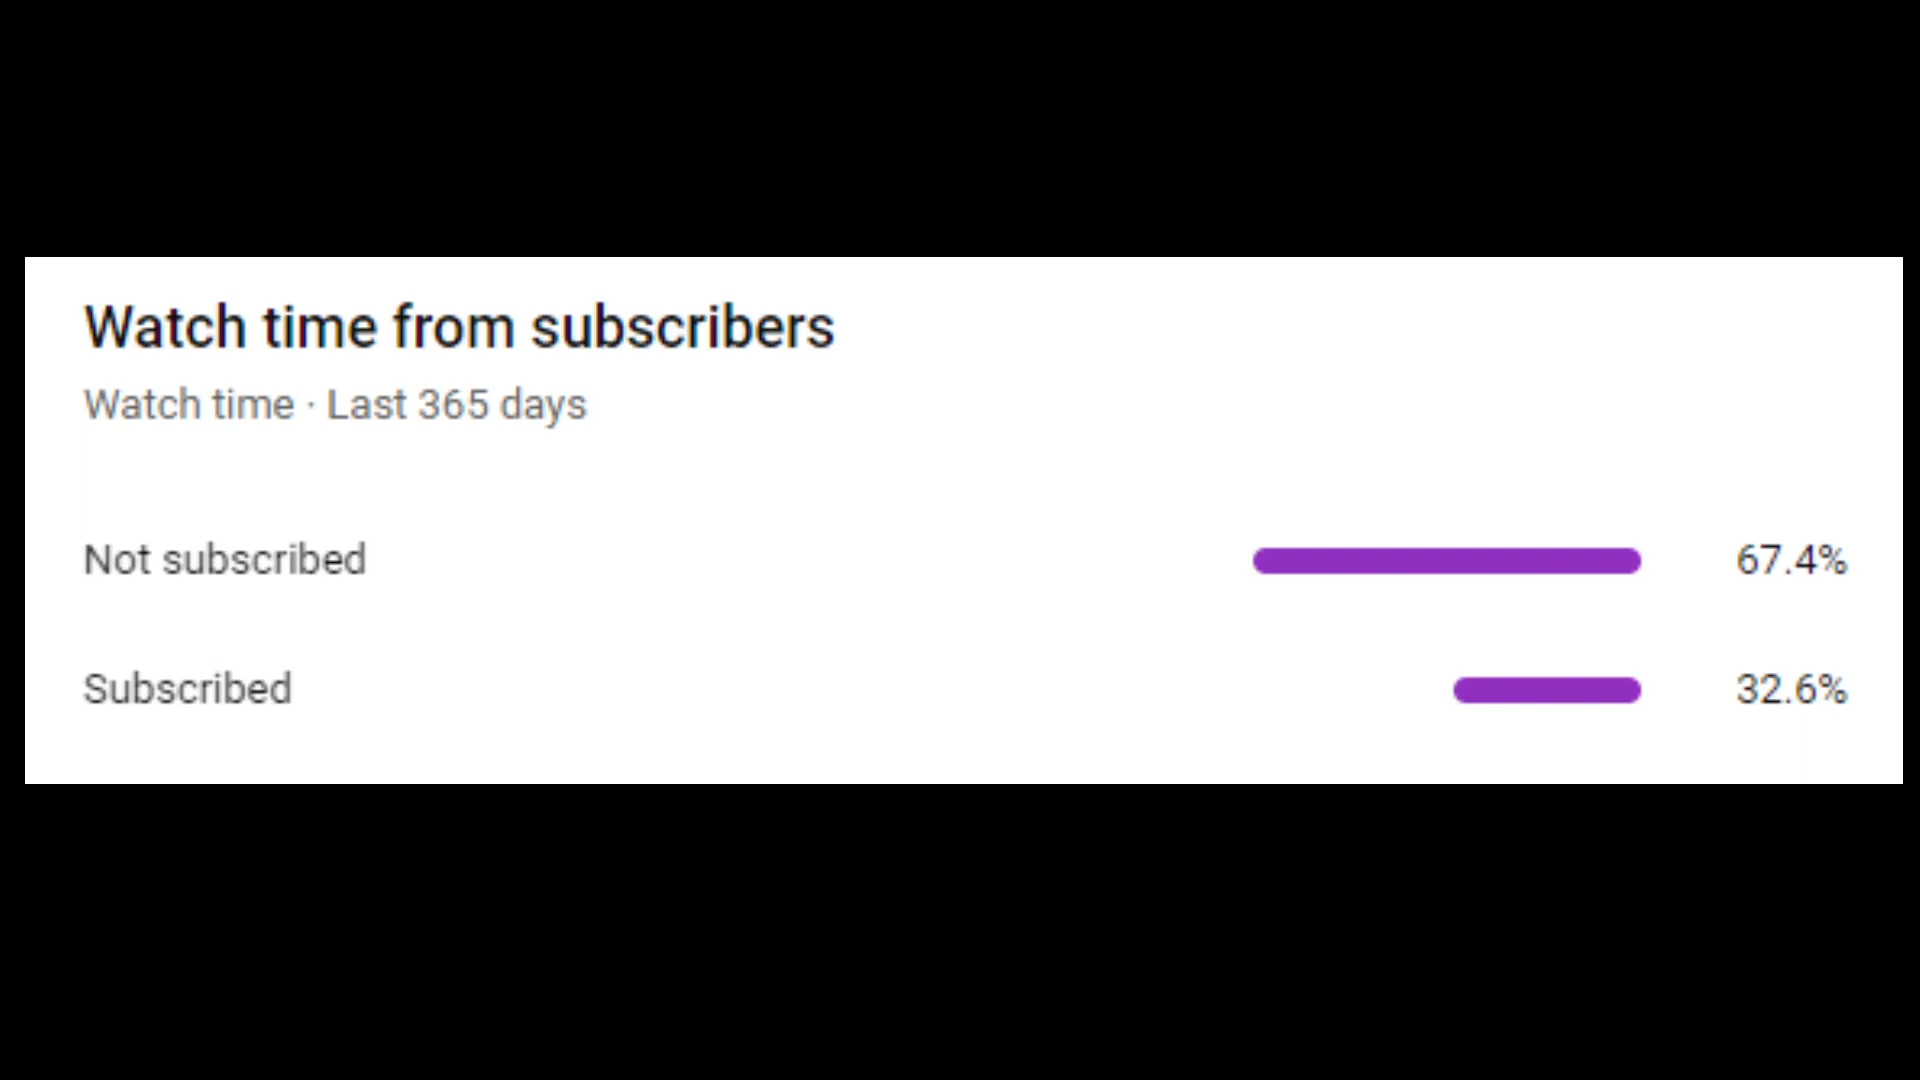 Watch time from subscribers
Watch time · Last 365 days
Not subscribed 67.4%
Subscribed 32.6%